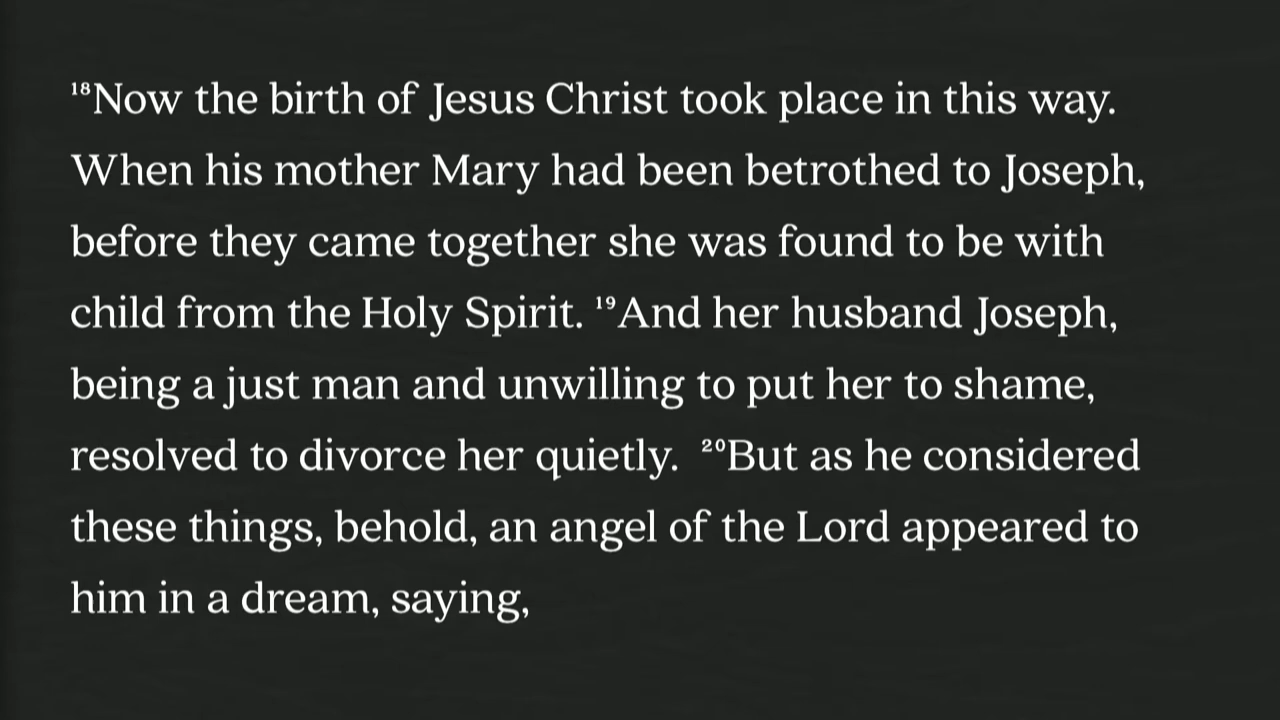 ¹⁸Now the birth of Jesus Christ took place in this way.
When his mother Mary had been betrothed to Joseph,
before they came together she was found to be with
child from the Holy Spirit. ¹⁹And her husband Joseph,
being a just man and unwilling to put her to shame,
resolved to divorce her quietly.  ²⁰But as he considered
these things, behold, an angel of the Lord appeared to
him in a dream, saying,